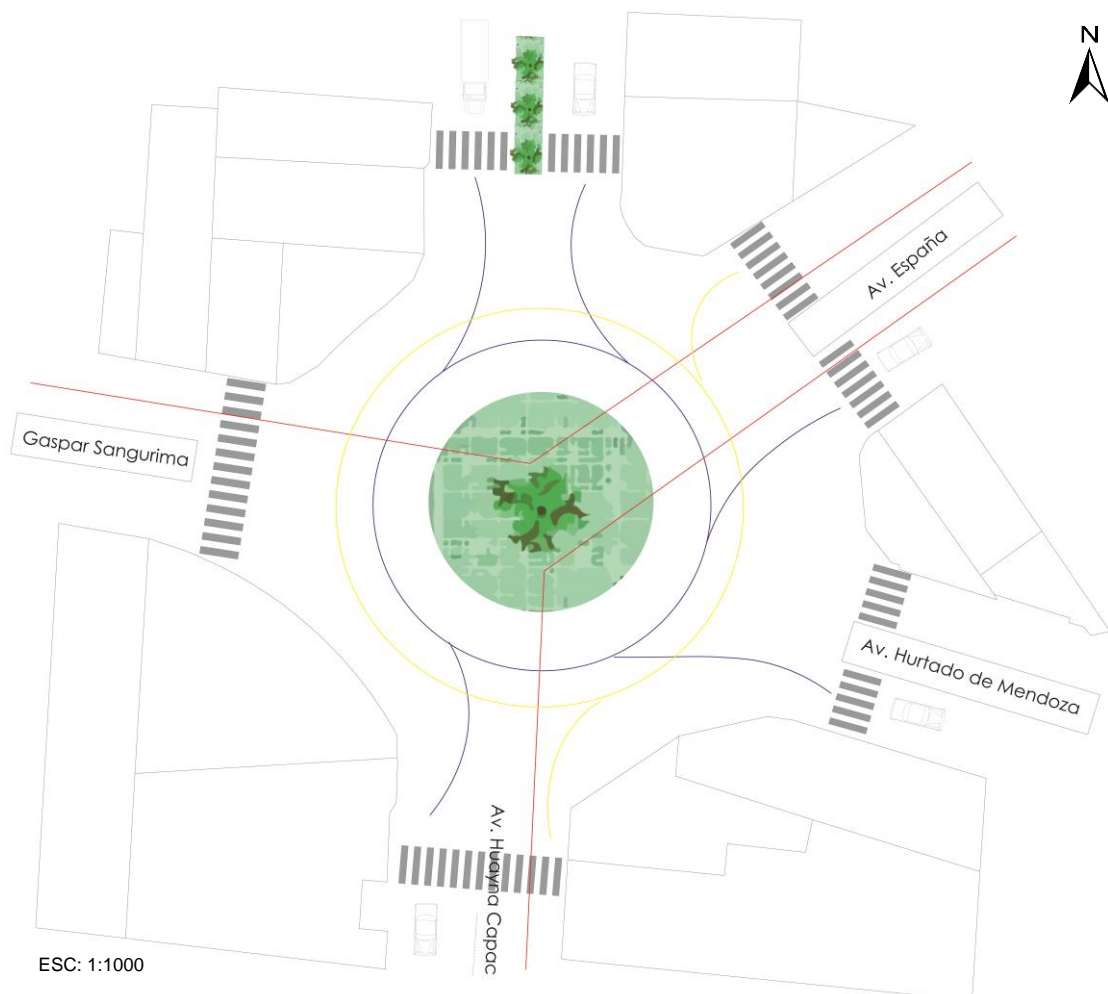 N
Av. España
Gaspar Sangurima
Av. Hurtado de Mendoza
Av. Huayna Capac
ESC: 1:1000